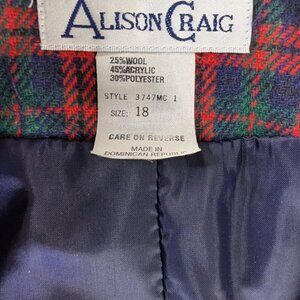 ALISON CRAIG
25%WOOL
45%ACRYLIC
30%POLYESTER
STYLE 3747MC 1
SIZE: 18
CARE ON REVERSE
MADE IN
DOMINICAN REPUBLIC